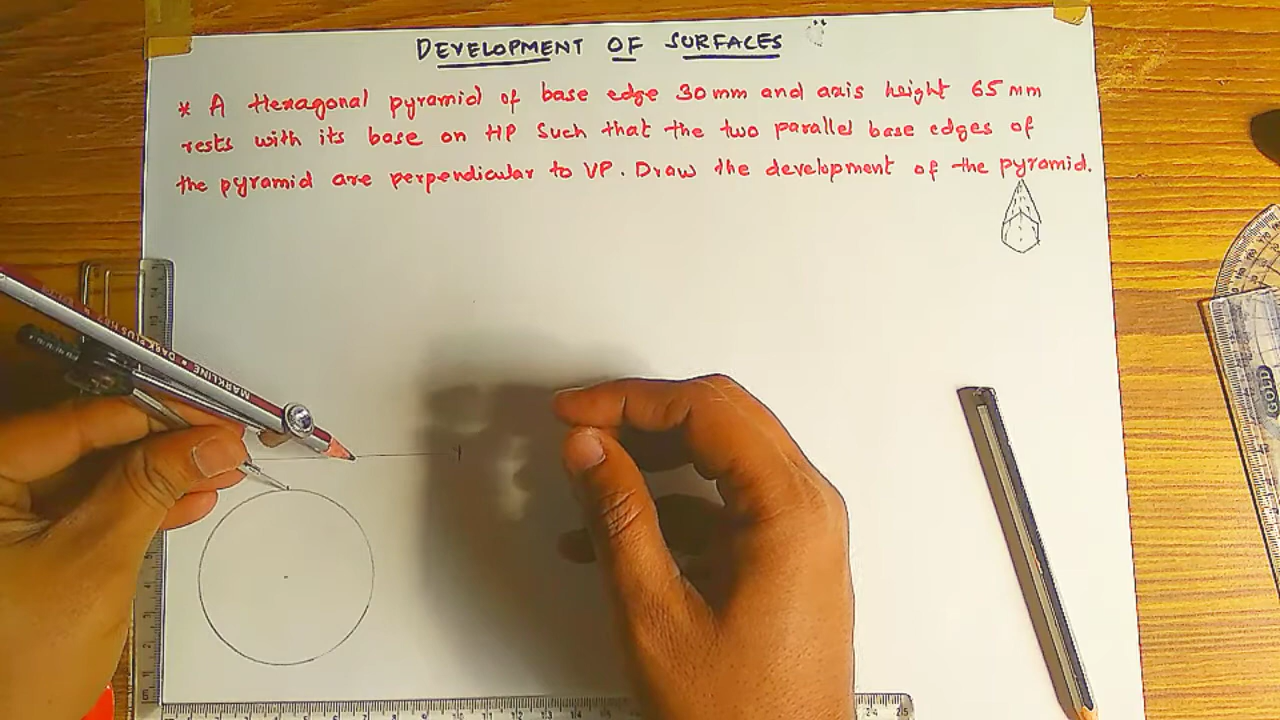 DEVELOPMENT OF SURFACES
* A Hexagonal pyramid of base edge 30mm and axis height 65mm
rests with its base on HP Such that the two parallel base edges of
the pyramid are perpendicular to VP. Draw the development of the pyramid.
MARKLINE • DARK PLUS
GOLD